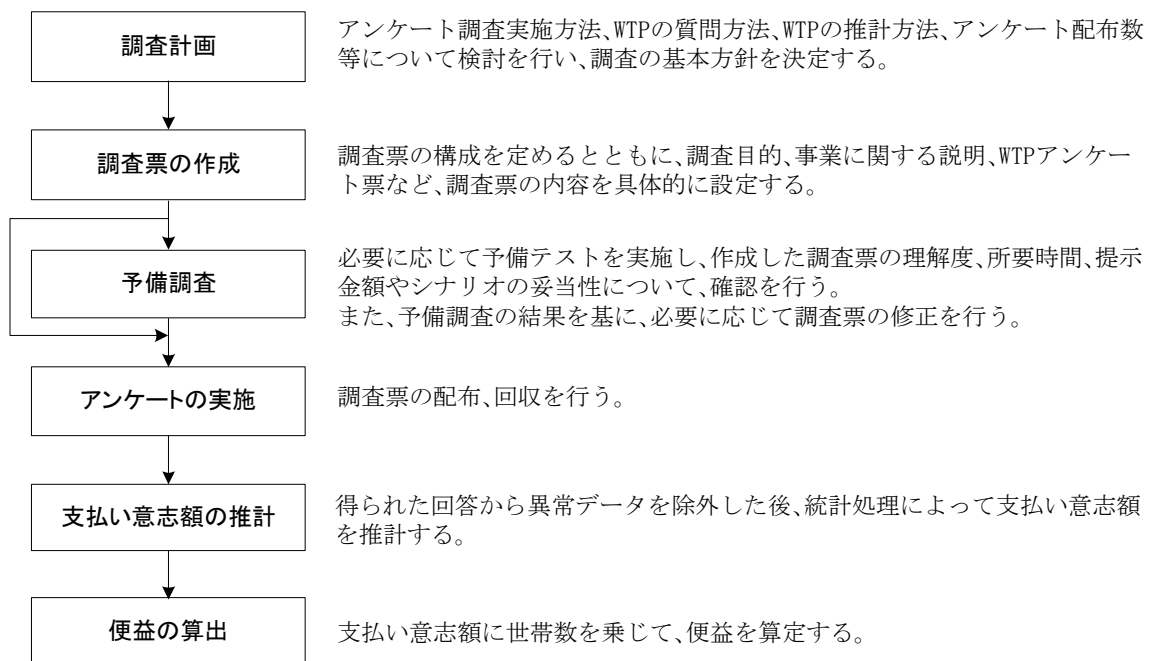 調査計画
アンケート調査実施方法、WTPの質問方法、WTPの推計方法、アンケート配布数
等について検討を行い、調査の基本方針を決定する。
調査票の作成
調査票の構成を定めるとともに、調査目的、事業に関する説明、WTPアンケー
ト票など、調査票の内容を具体的に設定する。
予備調査
必要に応じて予備テストを実施し、作成した調査票の理解度、所要時間、提示
金額やシナリオの妥当性について、確認を行う。
また、予備調査の結果を基に、必要に応じて調査票の修正を行う。
アンケートの実施
調査票の配布、回収を行う。
支払い意志額の推計
得られた回答から異常データを除外した後、統計処理によって支払い意志額
を推計する。
便益の算出
支払い意志額に世帯数を乗じて、便益を算定する。